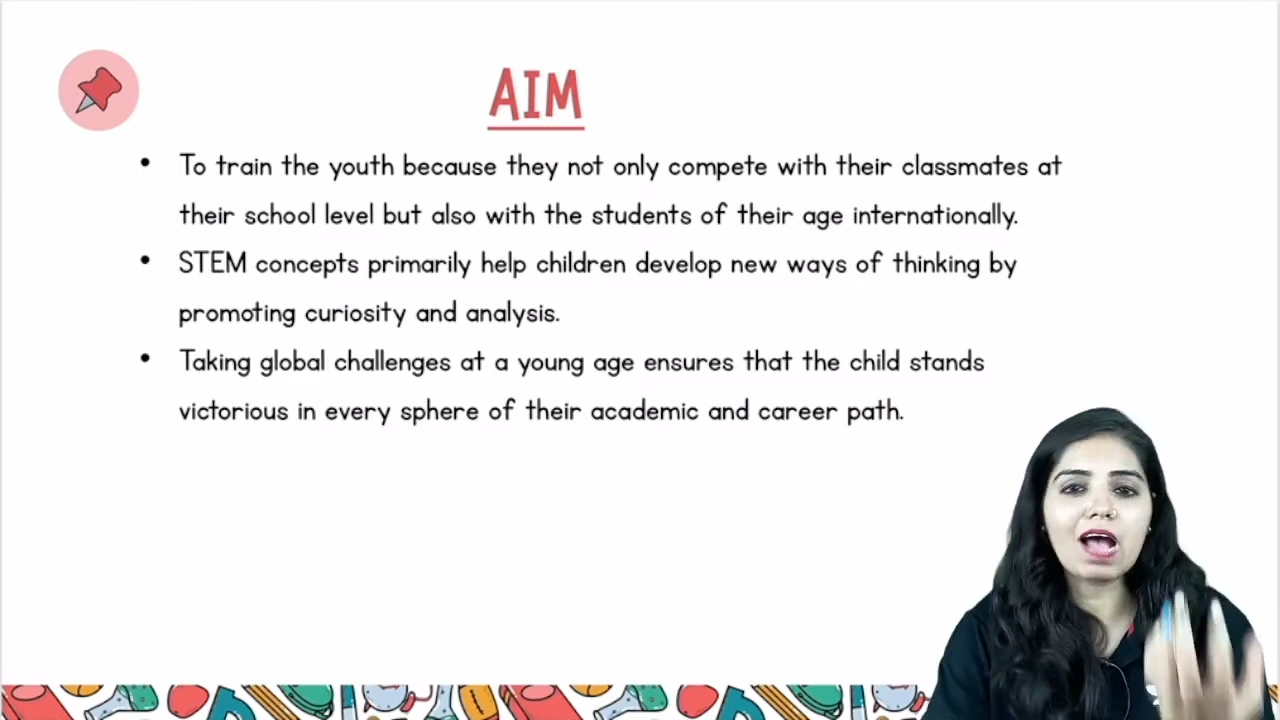 AIM
• To train the youth because they not only compete with their classmates at
their school level but also with the students of their age internationally.
• STEM concepts primarily help children develop new ways of thinking by
promoting curiosity and analysis.
• Taking global challenges at a young age ensures that the child stands
victorious in every sphere of their academic and career path.